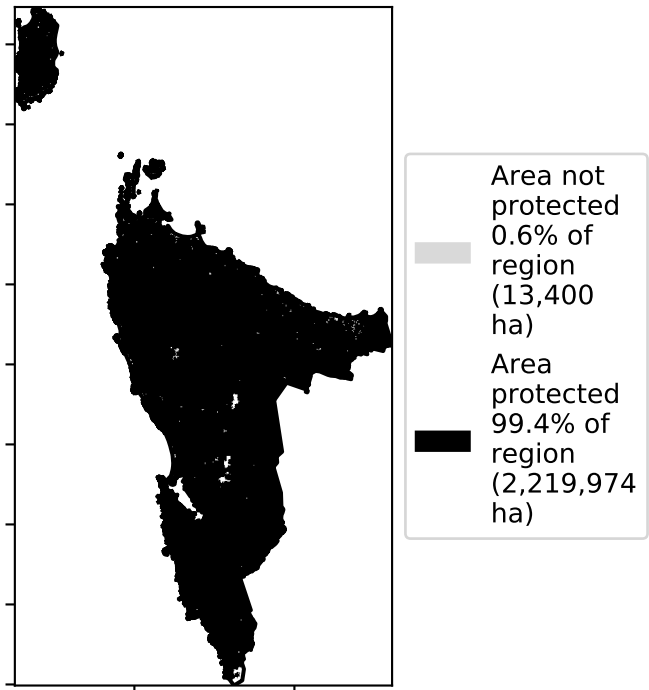 Area not
protected
0.6% of
region
(13,400
ha)
Area
protected
99.4% of
region
(2,219,974
ha)